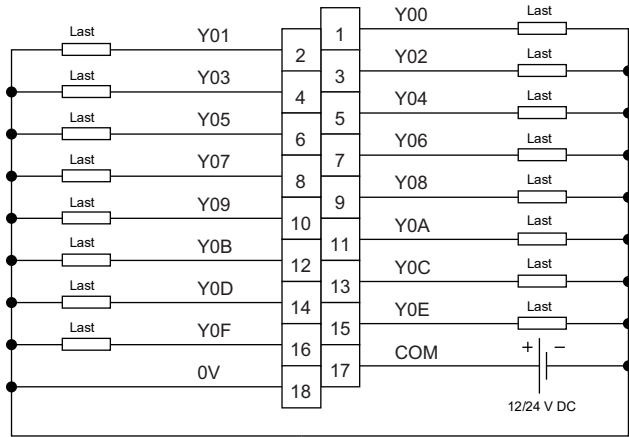 Y00 Last
1
Last Y01
2
Y02 Last
3
Last Y03
4
Y04 Last
5
Last Y05
6
Y06 Last
7
Last Y07
8
Y08 Last
9
Last Y09
10
Y0A Last
11
Last Y0B
12
Y0C Last
13
Last Y0D
14
Y0E Last
15
Last Y0F
16
COM + −
17
0V
18
12/24 V DC